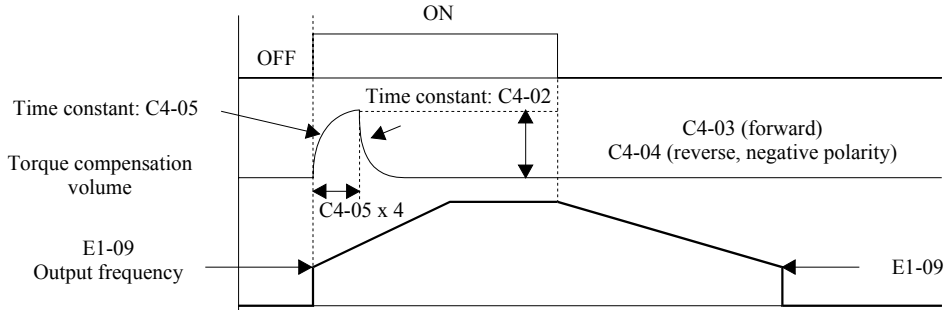 ON
OFF
Time constant: C4-05
Time constant: C4-02
C4-03 (forward)
C4-04 (reverse, negative polarity)
Torque compensation
volume
C4-05 x 4
E1-09
Output frequency
E1-09